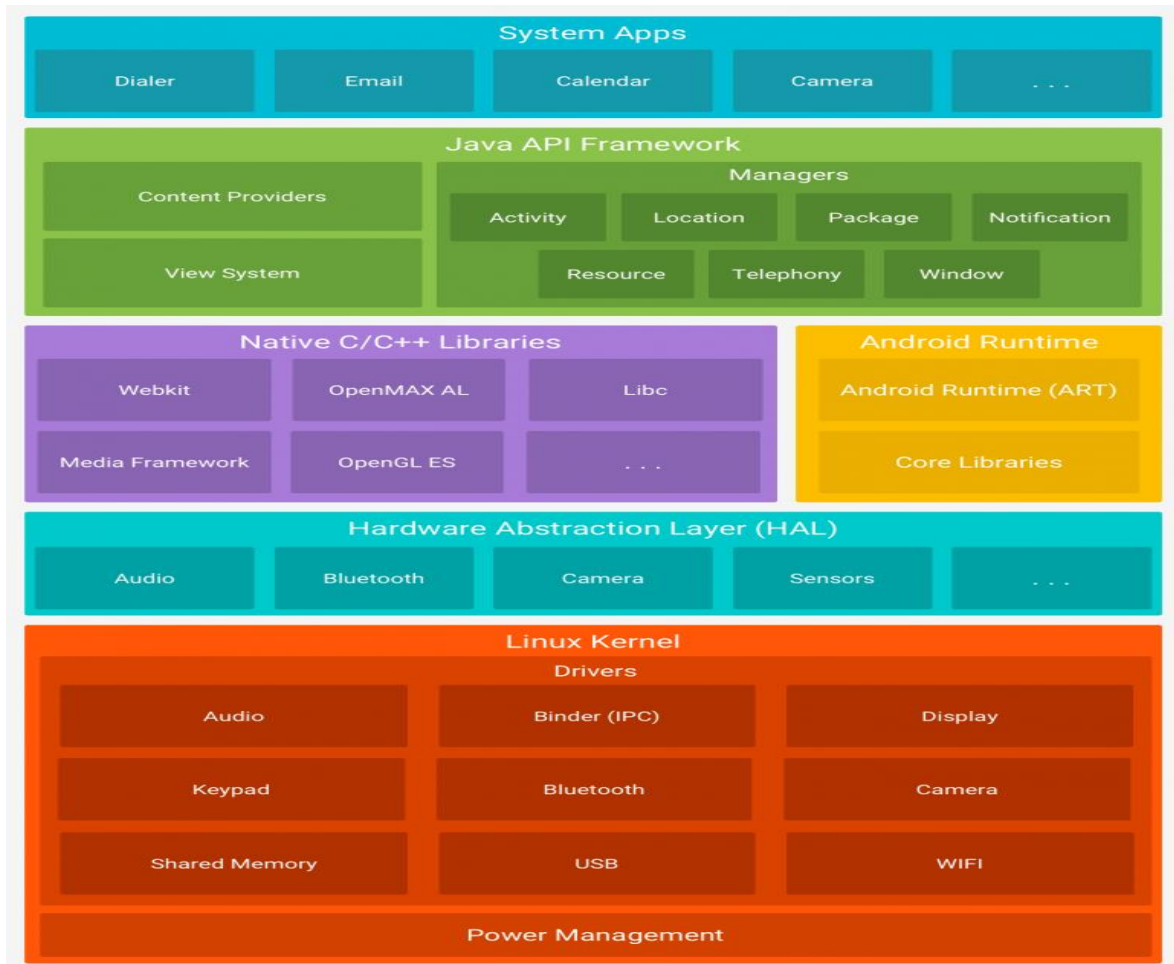 System Apps
Dialer
Email
Calendar
Camera
. . .
Java API Framework
Content Providers
View System
Managers
Activity
Location
Package
Notification
Resource
Telephony
Window
Native C/C++ Libraries
Webkit
OpenMAX AL
Libc
Media Framework
OpenGL ES
. . .
Android Runtime
Android Runtime (ART)
Core Libraries
Hardware Abstraction Layer (HAL)
Audio
Bluetooth
Camera
Sensors
. . .
Linux Kernel
Drivers
Audio
Binder (IPC)
Display
Keypad
Bluetooth
Camera
Shared Memory
USB
WIFI
Power Management